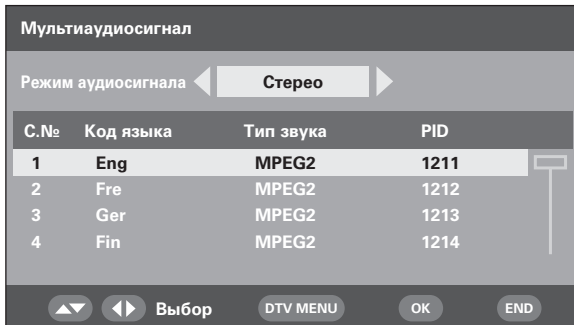 Мультиаудиосигнал
Режим аудиосигнала Стерео
С.№ Код языка Тип звука PID
1 Eng MPEG2 1211
2 Fre MPEG2 1212
3 Ger MPEG2 1213
4 Fin MPEG2 1214
Выбор DTV MENU OK END